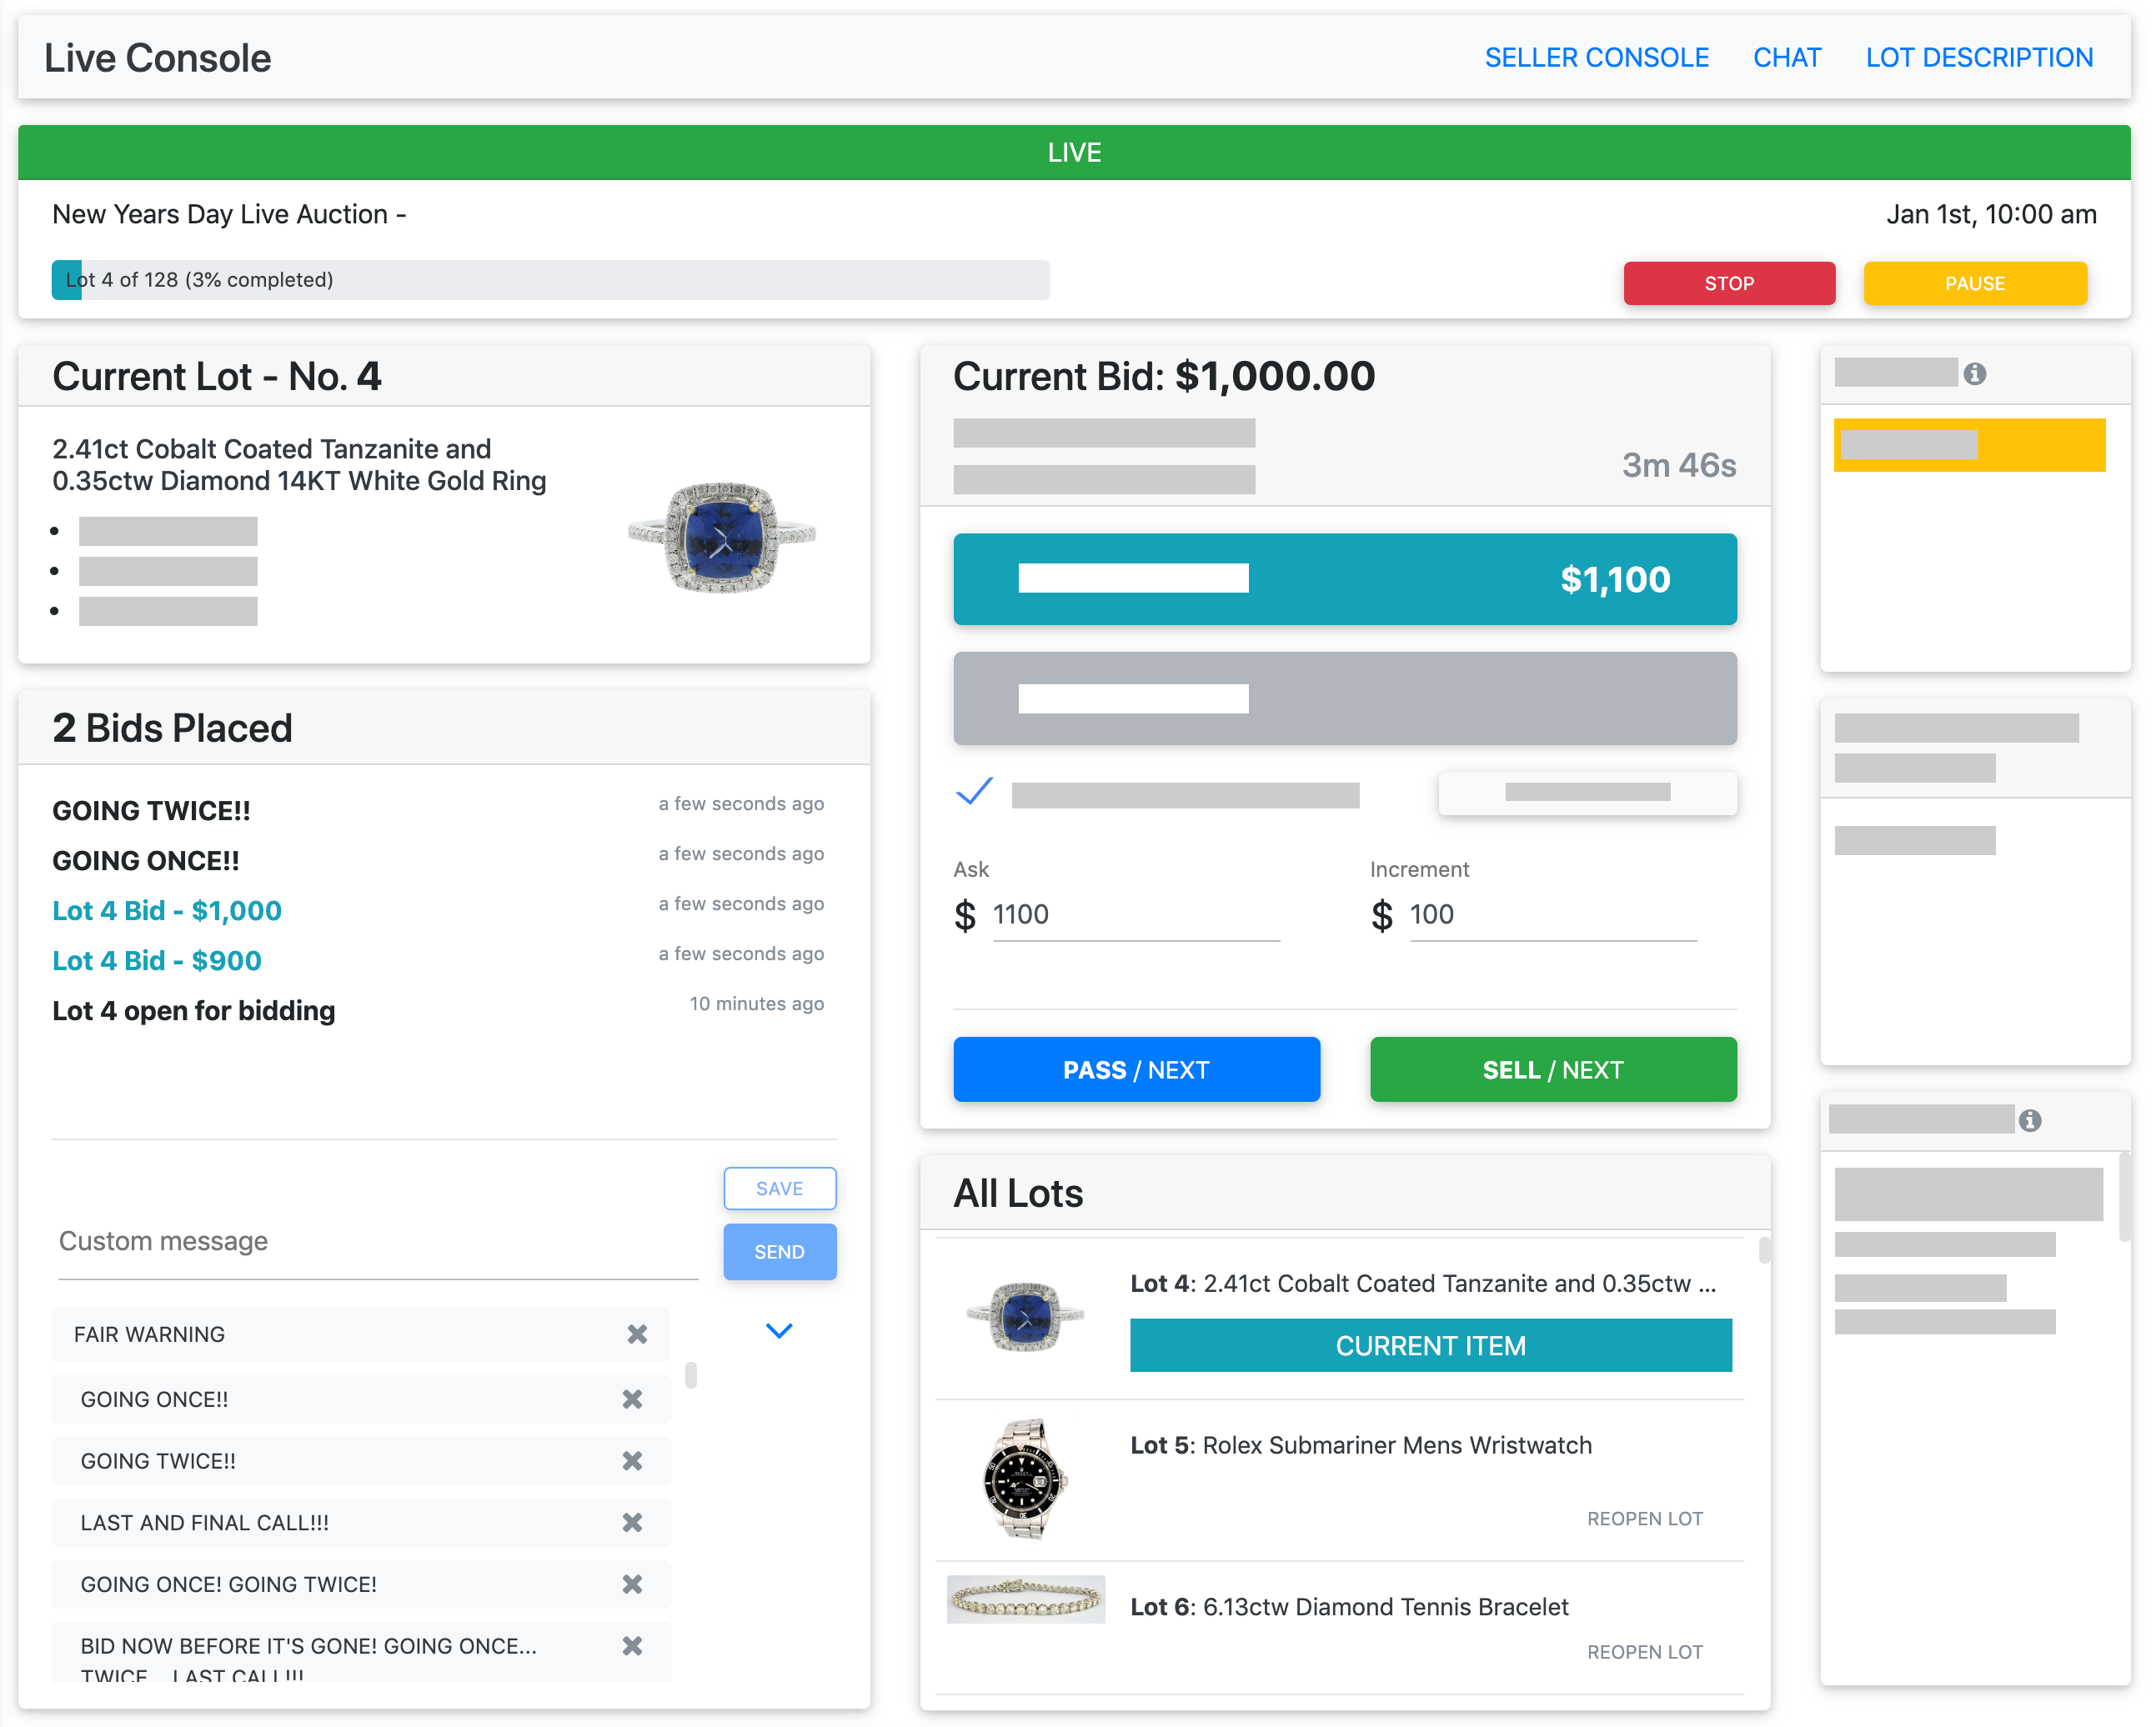 Live Console
SELLER CONSOLE
CHAT
LOT DESCRIPTION
LIVE
New Years Day Live Auction -
Jan 1st, 10:00 am
Lot 4 of 128 (3% completed)
STOP
PAUSE
Current Lot - No. 4
2.41ct Cobalt Coated Tanzanite and
0.35ctw Diamond 14KT White Gold Ring
2 Bids Placed
GOING TWICE!!
a few seconds ago
GOING ONCE!!
a few seconds ago
Lot 4 Bid - $1,000
a few seconds ago
Lot 4 Bid - $900
a few seconds ago
Lot 4 open for bidding
10 minutes ago
SAVE
Custom message
SEND
FAIR WARNING
GOING ONCE!!
GOING TWICE!!
LAST AND FINAL CALL!!!
GOING ONCE! GOING TWICE!
BID NOW BEFORE IT'S GONE! GOING ONCE...
TWICE... LAST CALL!!!
Current Bid: $1,000.00
3m 46s
$1,100
Ask
$ 1100
Increment
$ 100
PASS / NEXT
SELL / NEXT
All Lots
Lot 4: 2.41ct Cobalt Coated Tanzanite and 0.35ctw ...
CURRENT ITEM
Lot 5: Rolex Submariner Mens Wristwatch
REOPEN LOT
Lot 6: 6.13ctw Diamond Tennis Bracelet
REOPEN LOT